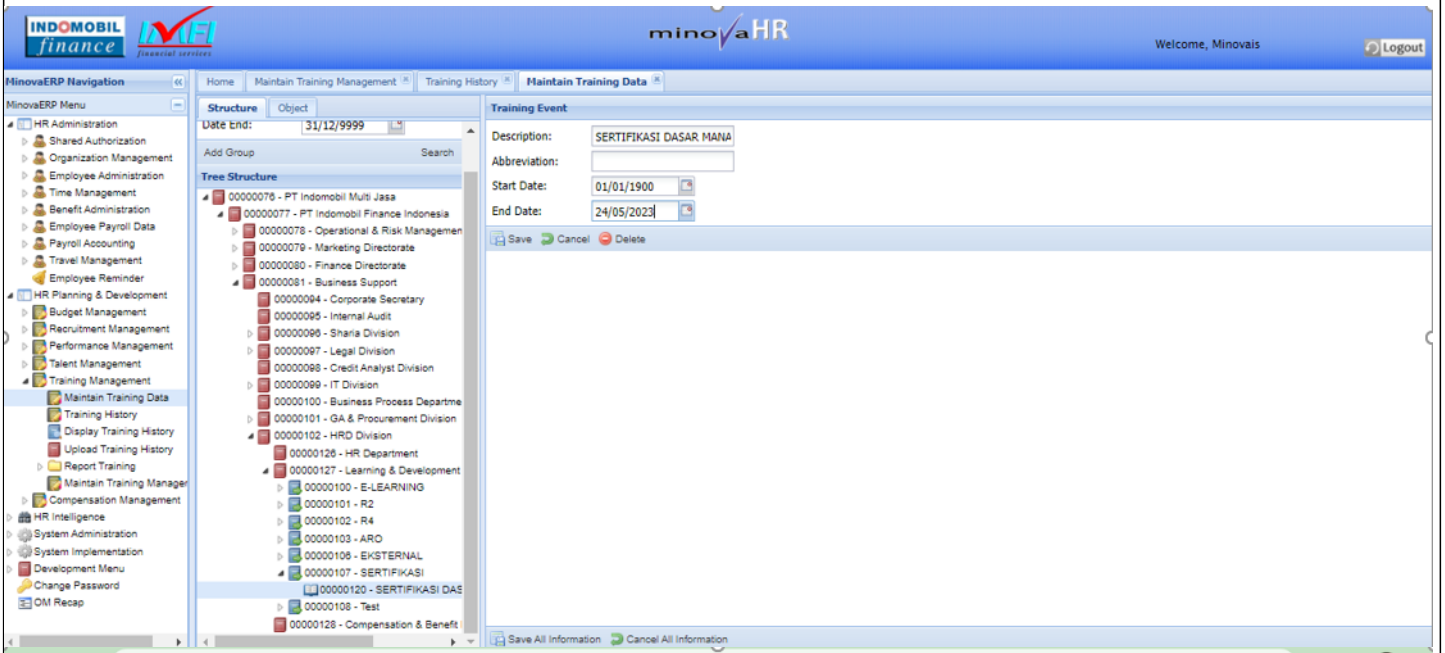 INDOMOBIL
finance
IMFI
financial services
minovaHR
Welcome, Minovais
Logout
MinovaERP Navigation
Home
Maintain Training Management
Training History
Maintain Training Data
MinovaERP Menu
HR Administration
Shared Authorization
Organization Management
Employee Administration
Time Management
Benefit Administration
Employee Payroll Data
Payroll Accounting
Travel Management
Employee Reminder
HR Planning & Development
Budget Management
Recruitment Management
Performance Management
Talent Management
Training Management
Maintain Training Data
Training History
Display Training History
Upload Training History
Report Training
Maintain Training Manager
Compensation Management
HR Intelligence
System Administration
System Implementation
Development Menu
Change Password
OM Recap
Structure
Object
Date End: 31/12/9999
Add Group
Search
Tree Structure
00000076 - PT Indomobil Multi Jasa
00000077 - PT Indomobil Finance Indonesia
00000078 - Operational & Risk Managemen
00000079 - Marketing Directorate
00000080 - Finance Directorate
00000081 - Business Support
00000094 - Corporate Secretary
00000095 - Internal Audit
00000096 - Sharia Division
00000097 - Legal Division
00000098 - Credit Analyst Division
00000099 - IT Division
00000100 - Business Process Departme
00000101 - GA & Procurement Division
00000102 - HRD Division
00000126 - HR Department
00000127 - Learning & Development
00000100 - E-LEARNING
00000101 - R2
00000102 - R4
00000103 - ARO
00000106 - EKSTERNAL
00000107 - SERTIFIKASI
00000120 - SERTIFIKASI DAS
00000108 - Test
00000128 - Compensation & Benefit
Training Event
Description: SERTIFIKASI DASAR MANA
Abbreviation:
Start Date: 01/01/1900
End Date: 24/05/2023
Save Cancel Delete
Save All Information Cancel All Information